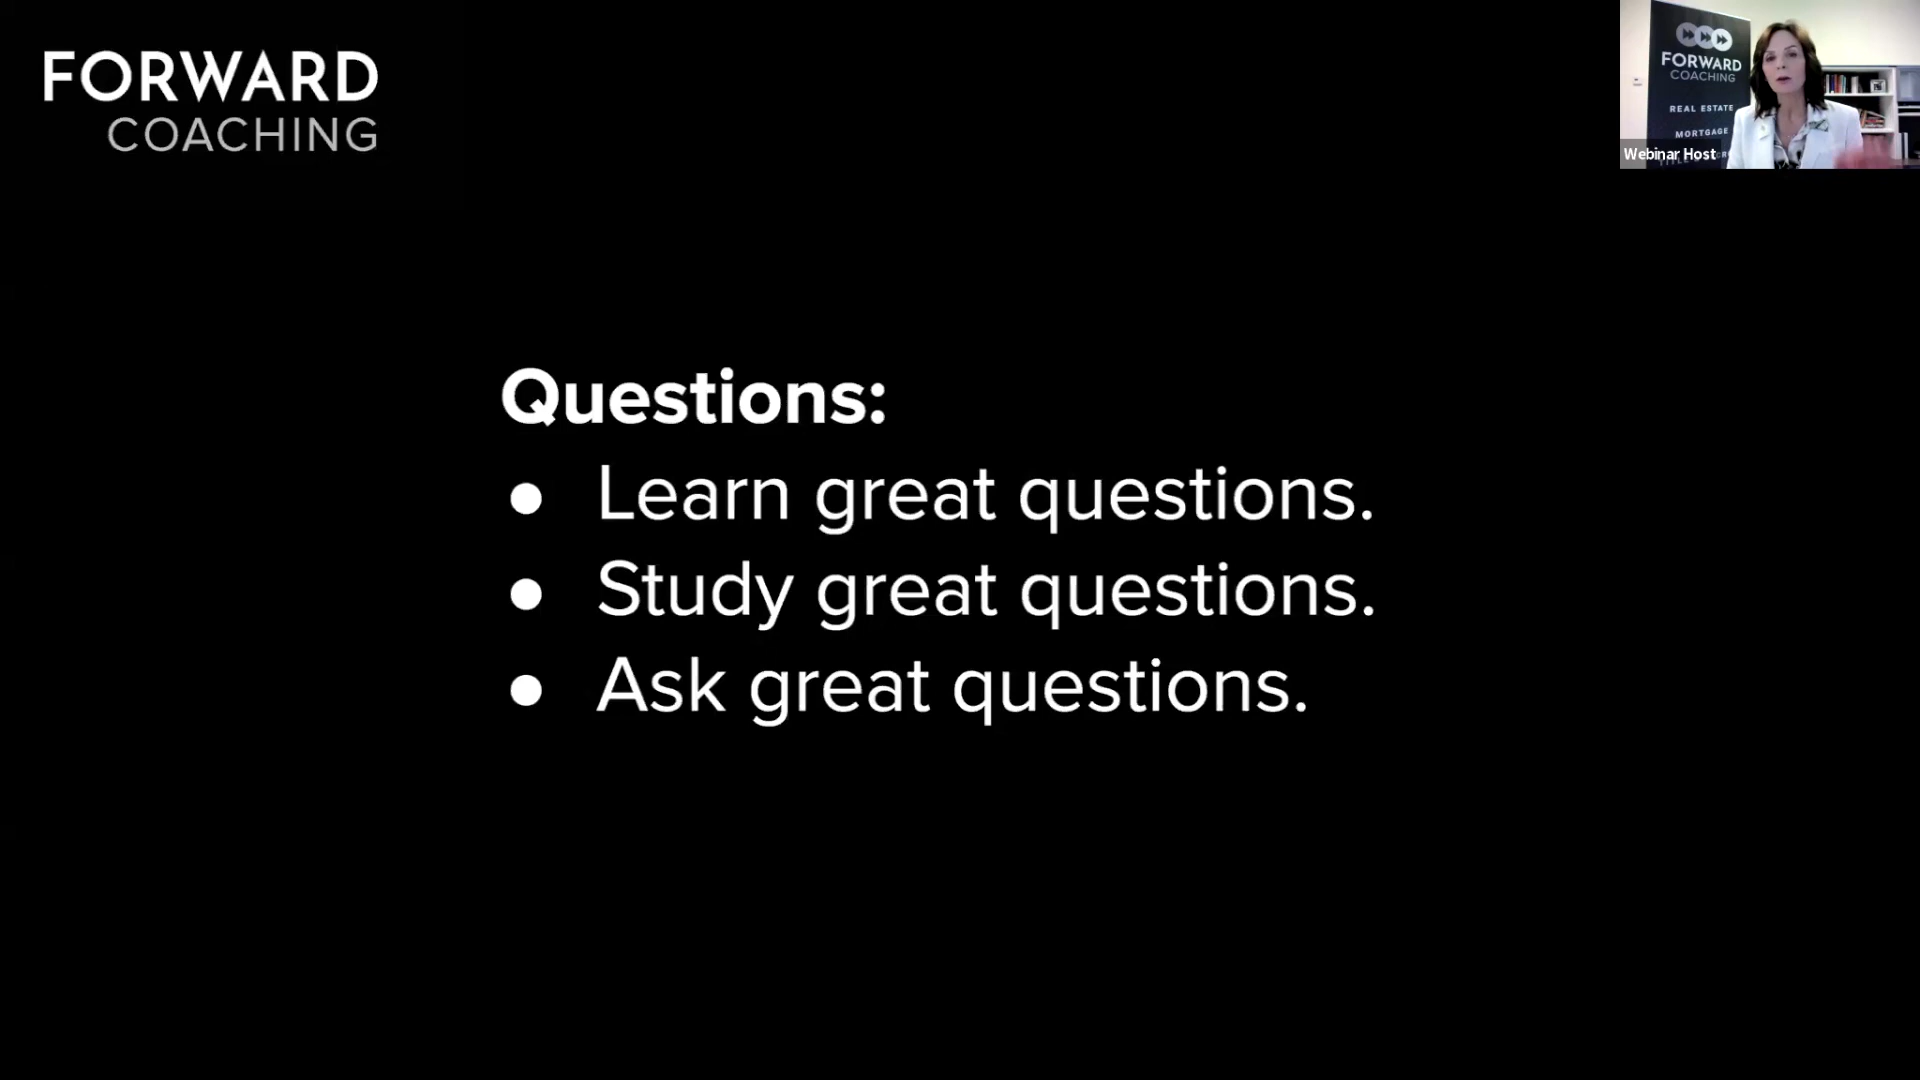 FORWARD
COACHING
FORWARD
COACHING
REAL ESTATE
MORTGAGE
Webinar Host
Questions:
● Learn great questions.
● Study great questions.
● Ask great questions.